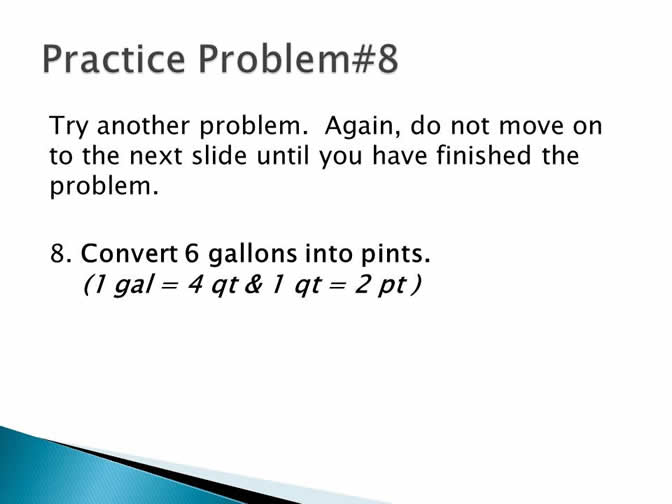 Practice Problem#8
Try another problem.  Again, do not move on
to the next slide until you have finished the
problem.
8. Convert 6 gallons into pints.
(1 gal = 4 qt & 1 qt = 2 pt )